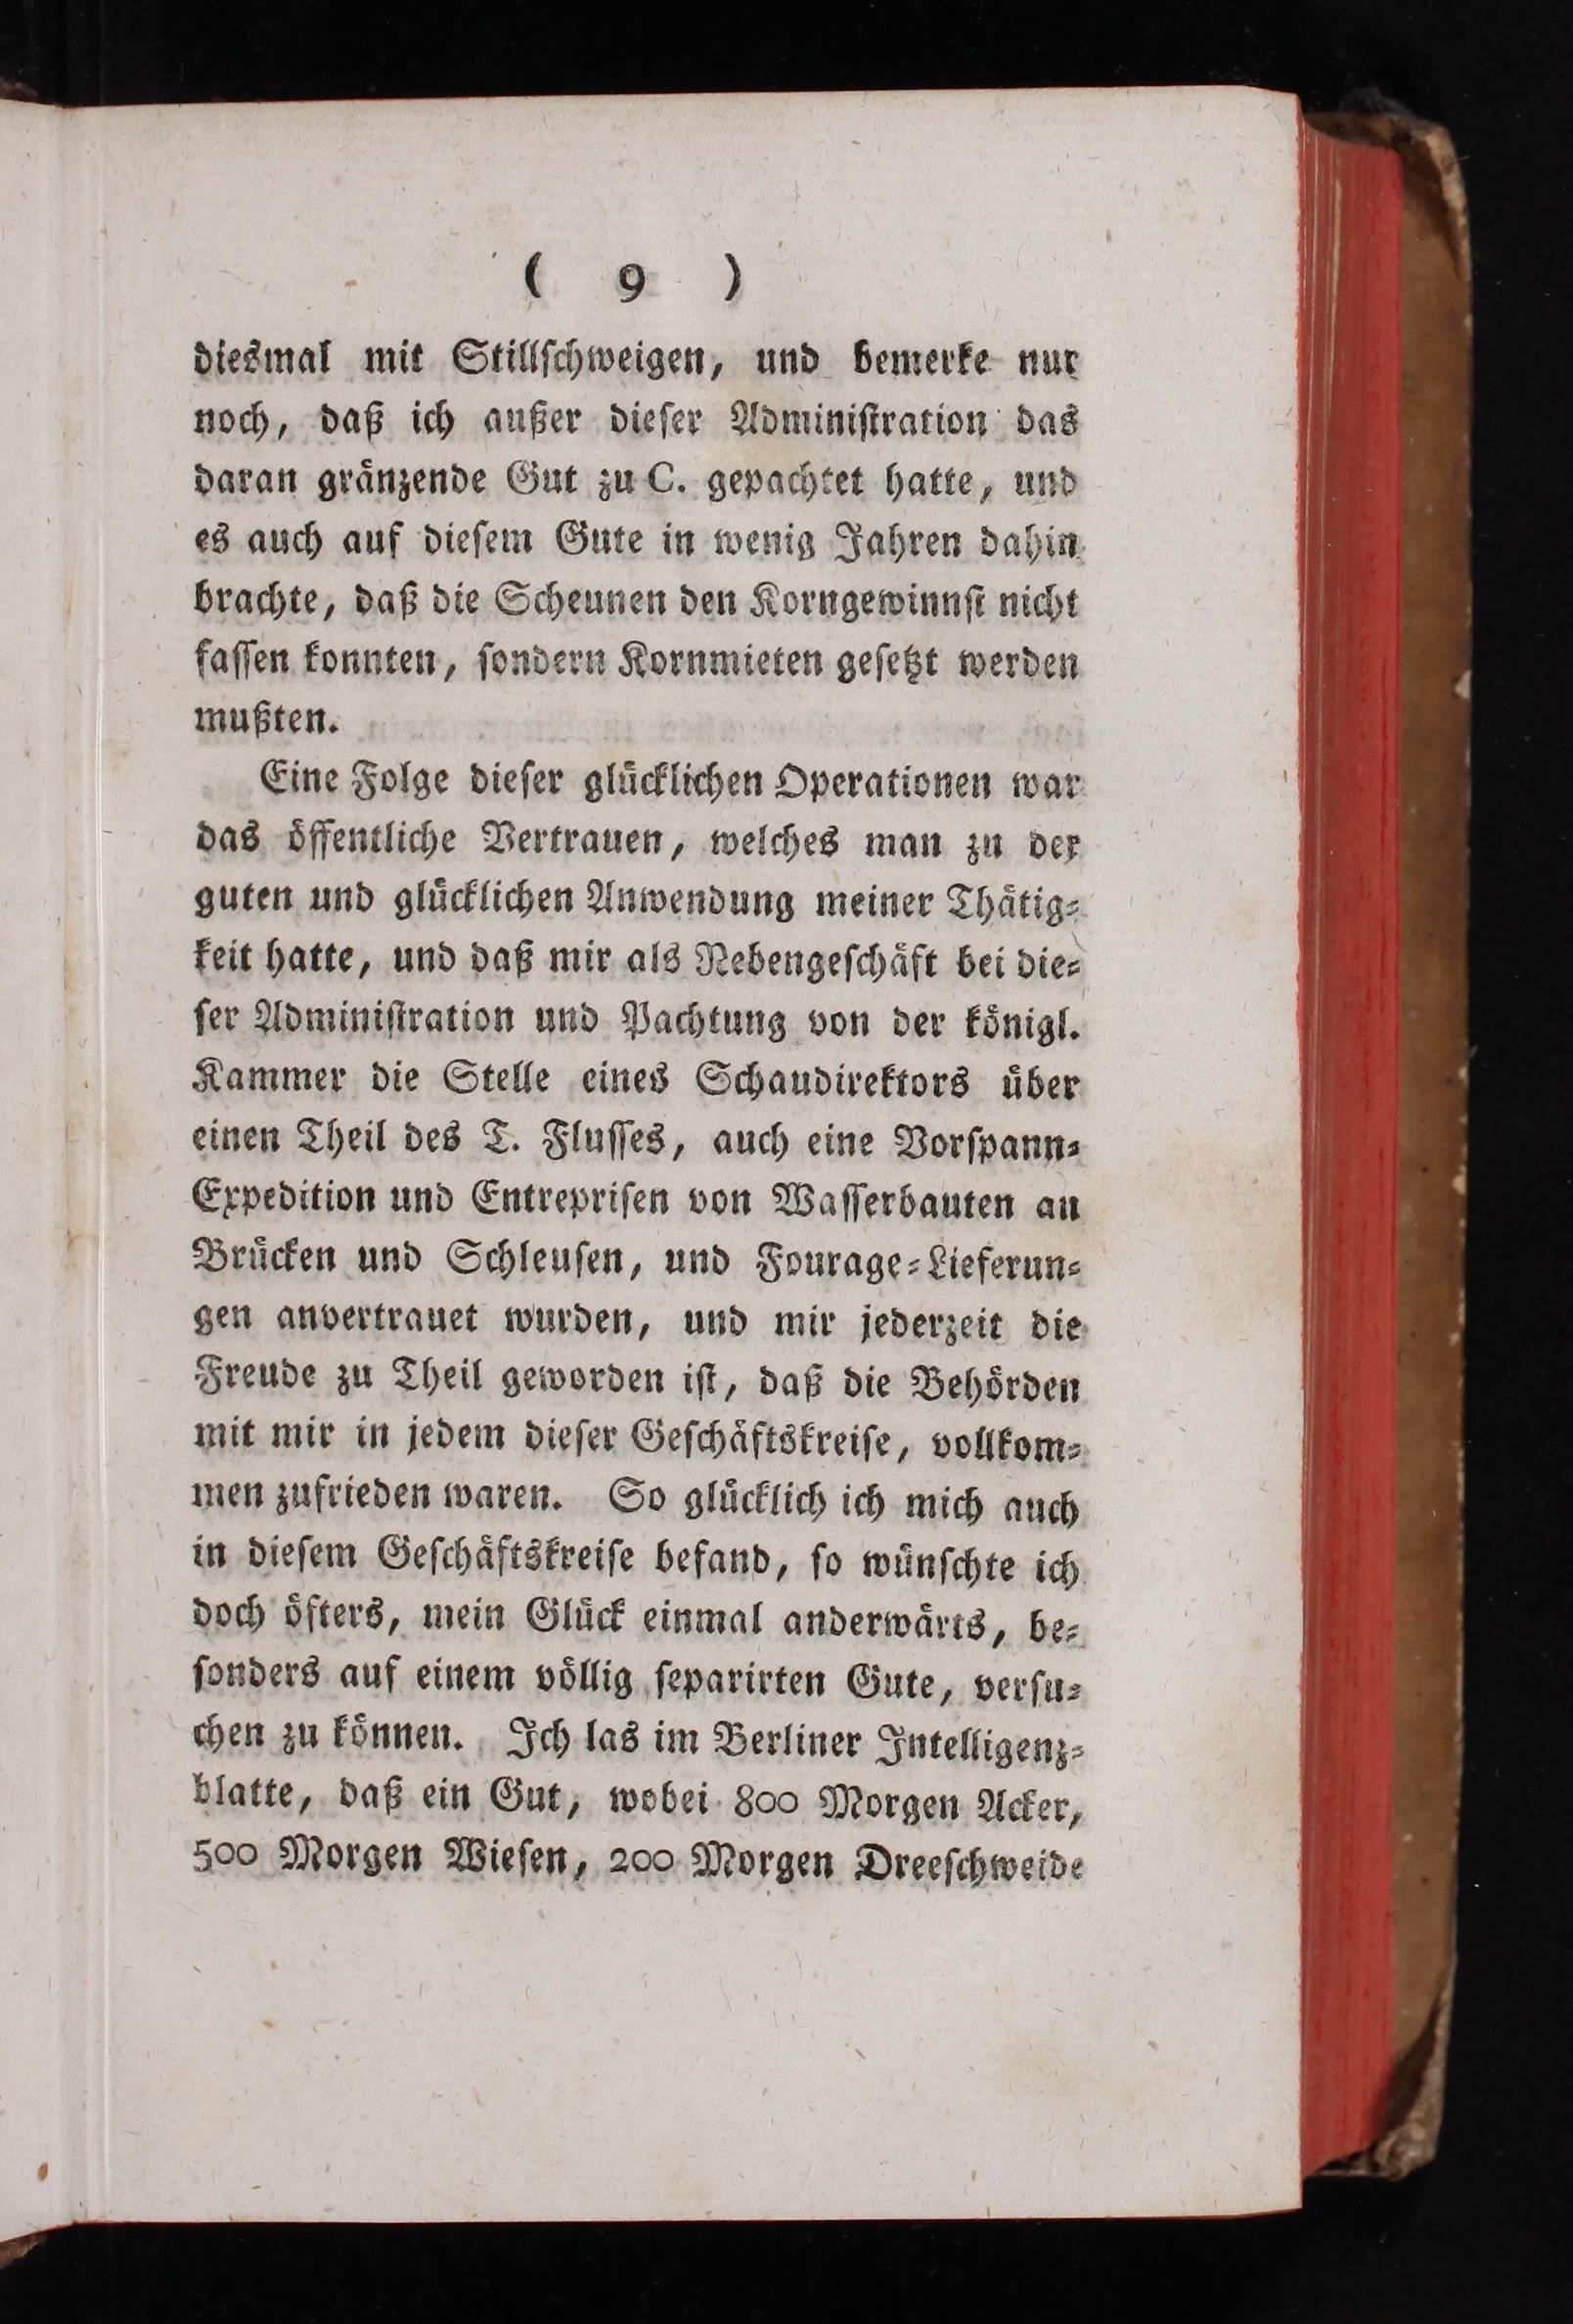 ( 9 )
diesmal mit Stillſchweigen, und bemerke nur
noch, daß ich außer dieſer Adminiſtration das
daran gränzende Gut zu C. gepachtet hatte, und
es auch auf dieſem Gute in wenig Jahren dahin
brachte, daß die Scheunen den Korngewinnſt nicht
faſſen konnten, ſondern Kornmieten geſetzt werden
mußten.
Eine Folge dieſer glücklichen Operationen war
das öffentliche Vertrauen, welches man zu der
guten und glücklichen Anwendung meiner Thätig⸗
keit hatte, und daß mir als Nebengeſchäft bei die⸗
ſer Adminiſtration und Pachtung von der königl.
Kammer die Stelle eines Schaudirektors über
einen Theil des T. Fluſſes, auch eine Vorſpann⸗
Expedition und Entrepriſen von Waſſerbauten an
Brücken und Schleuſen, und Fourage⸗Lieferun⸗
gen anvertrauet wurden, und mir jederzeit die
Freude zu Theil geworden iſt, daß die Behörden
mit mir in jedem dieſer Geſchäftskreiſe, vollkom⸗
men zufrieden waren. So glücklich ich mich auch
in dieſem Geſchäftskreiſe befand, ſo wünſchte ich
doch öfters, mein Glück einmal anderwärts, be⸗
ſonders auf einem völlig ſeparirten Gute, verſu⸗
chen zu können. Ich las im Berliner Intelligenz⸗
blatte, daß ein Gut, wobei 800 Morgen Acker,
500 Morgen Wieſen, 200 Morgen Dreeſchweide